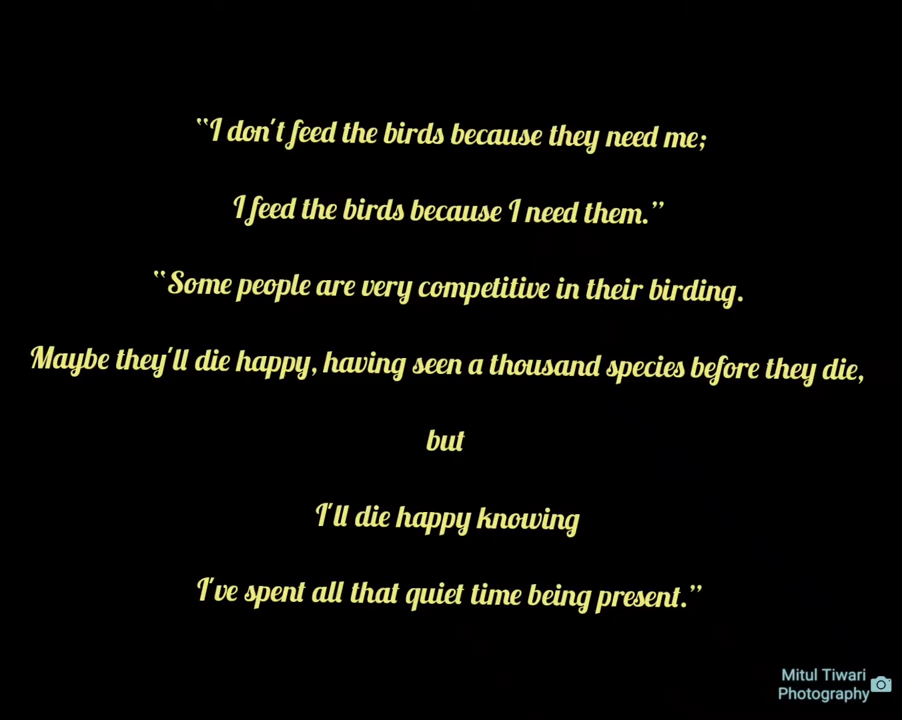 “I don't feed the birds because they need me;
I feed the birds because I need them.”
“Some people are very competitive in their birding.
Maybe they'll die happy, having seen a thousand species before they die,
but
I'll die happy knowing
I've spent all that quiet time being present.”
Mitul Tiwari
Photography